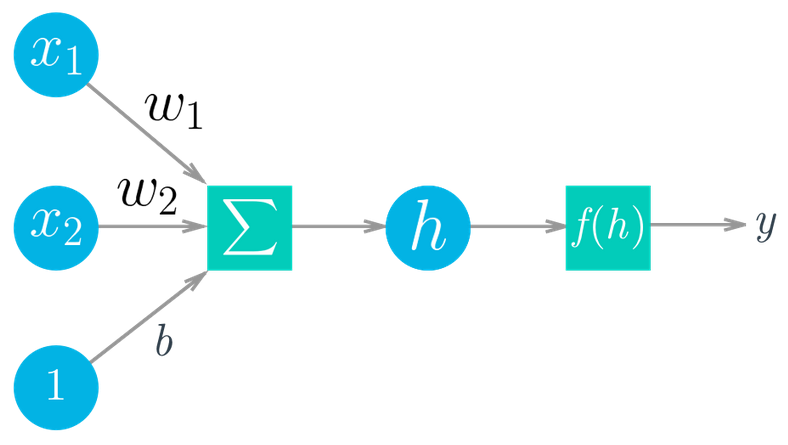 x₁
w₁
x₂
w₂
∑
h
f(h)
y
1
b